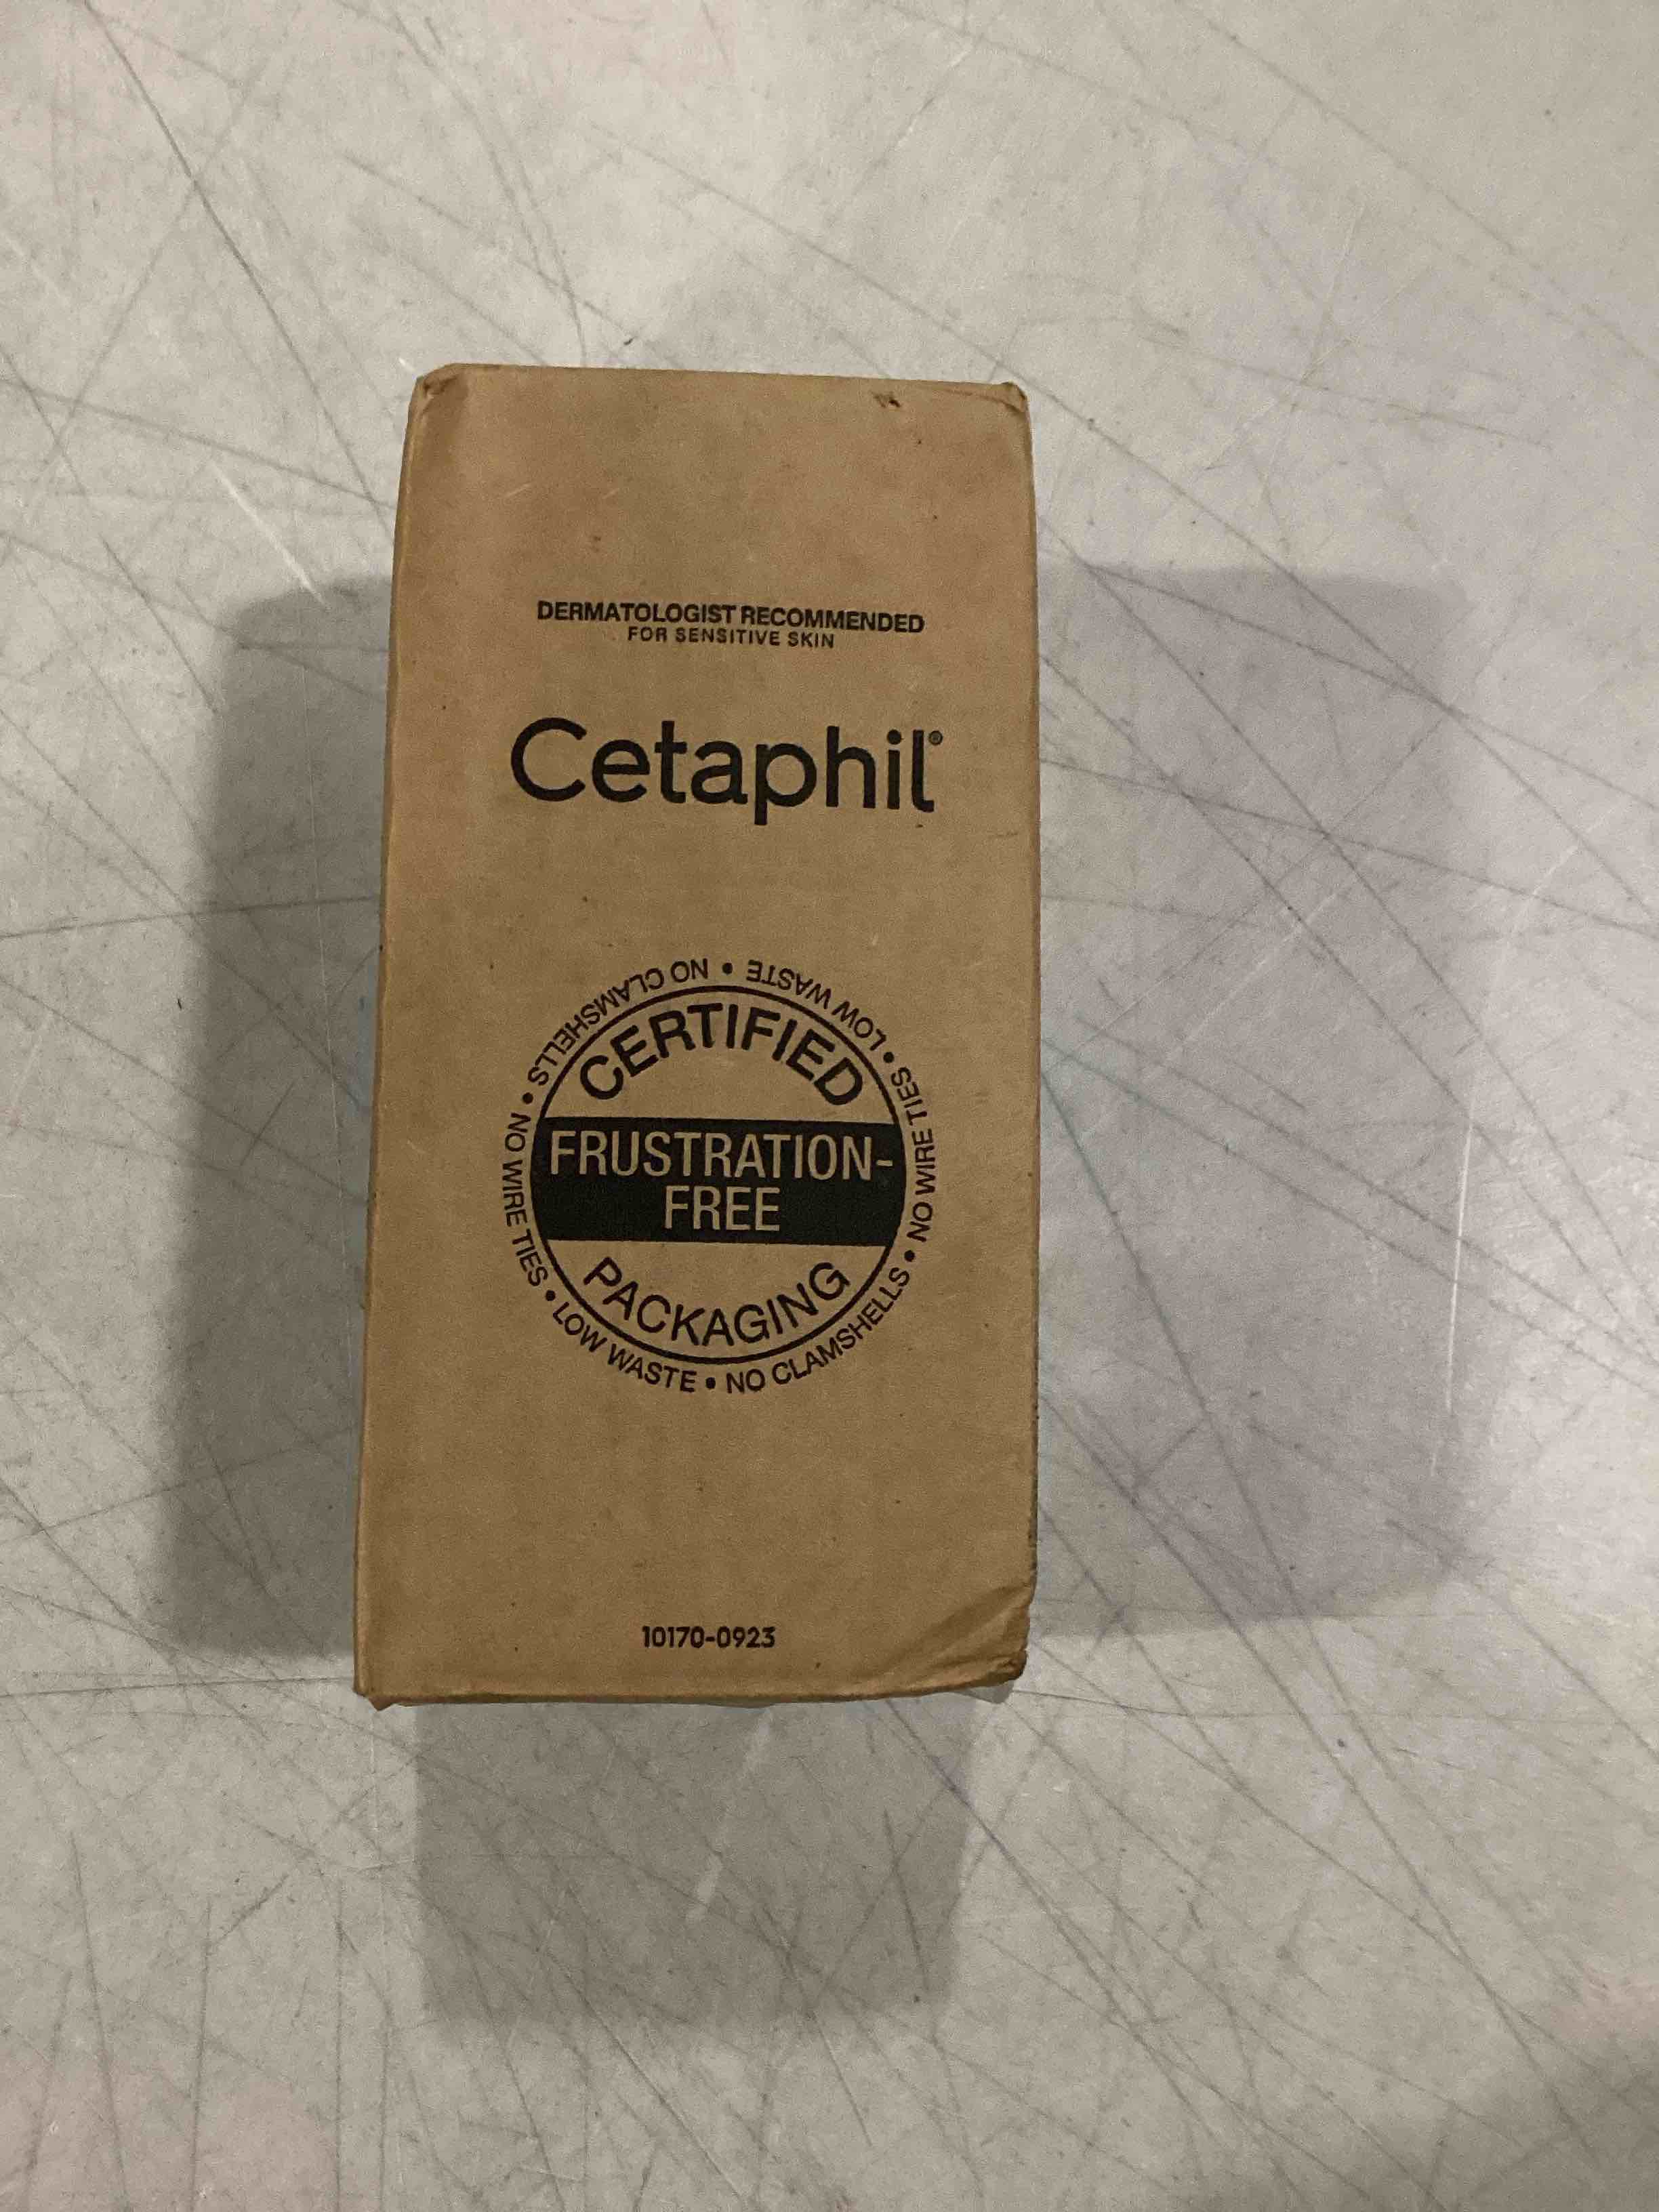 DERMATOLOGIST RECOMMENDED
FOR SENSITIVE SKIN
Cetaphil®
NO CLAMSHELLS • LOW WASTE • NO WIRE TIES • NO CLAMSHELLS • LOW WASTE • NO WIRE TIES •
CERTIFIED
FRUSTRATION-
FREE
PACKAGING
10170-0923